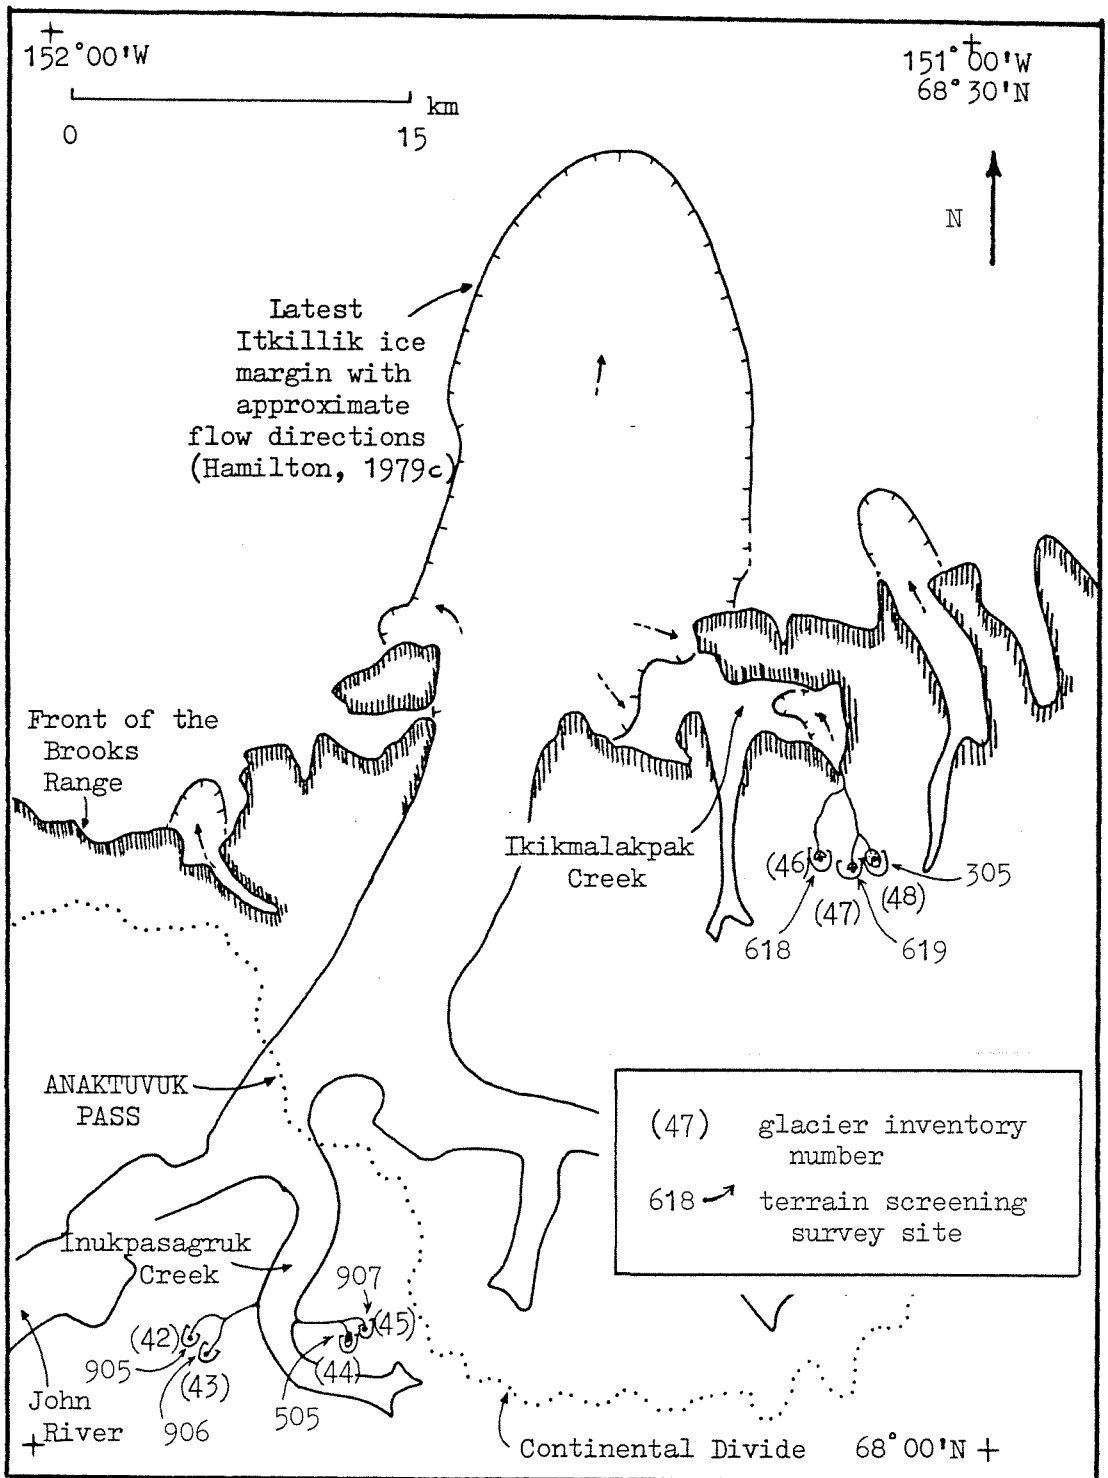 152°00'W
151°00'W
68°30'N
km
0 15
N
Latest
Itkillik ice
margin with
approximate
flow directions
(Hamilton, 1979c)
Front of the
Brooks
Range
Ikikmalakpak
Creek
(46)
(47)
(48)
305
618
619
ANAKTUVUK
PASS
(47) glacier inventory
number
618 terrain screening
survey site
Inukpasagruk
Creek
907
(45)
(42)
905
(43)
(44)
505
906
John
River
Continental Divide
68°00'N